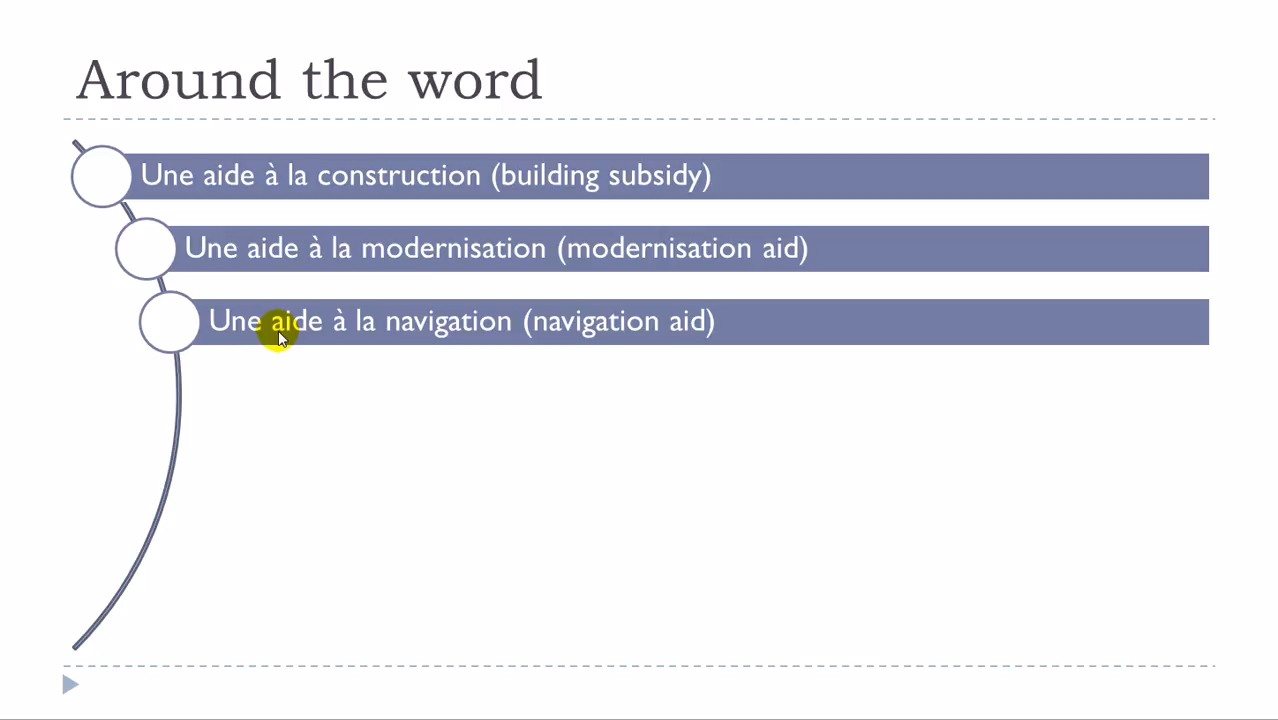 Around the word
Une aide à la construction (building subsidy)
Une aide à la modernisation (modernisation aid)
Une aide à la navigation (navigation aid)